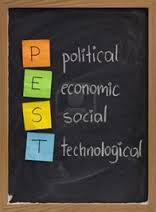 P political
E economic
S social
T technological